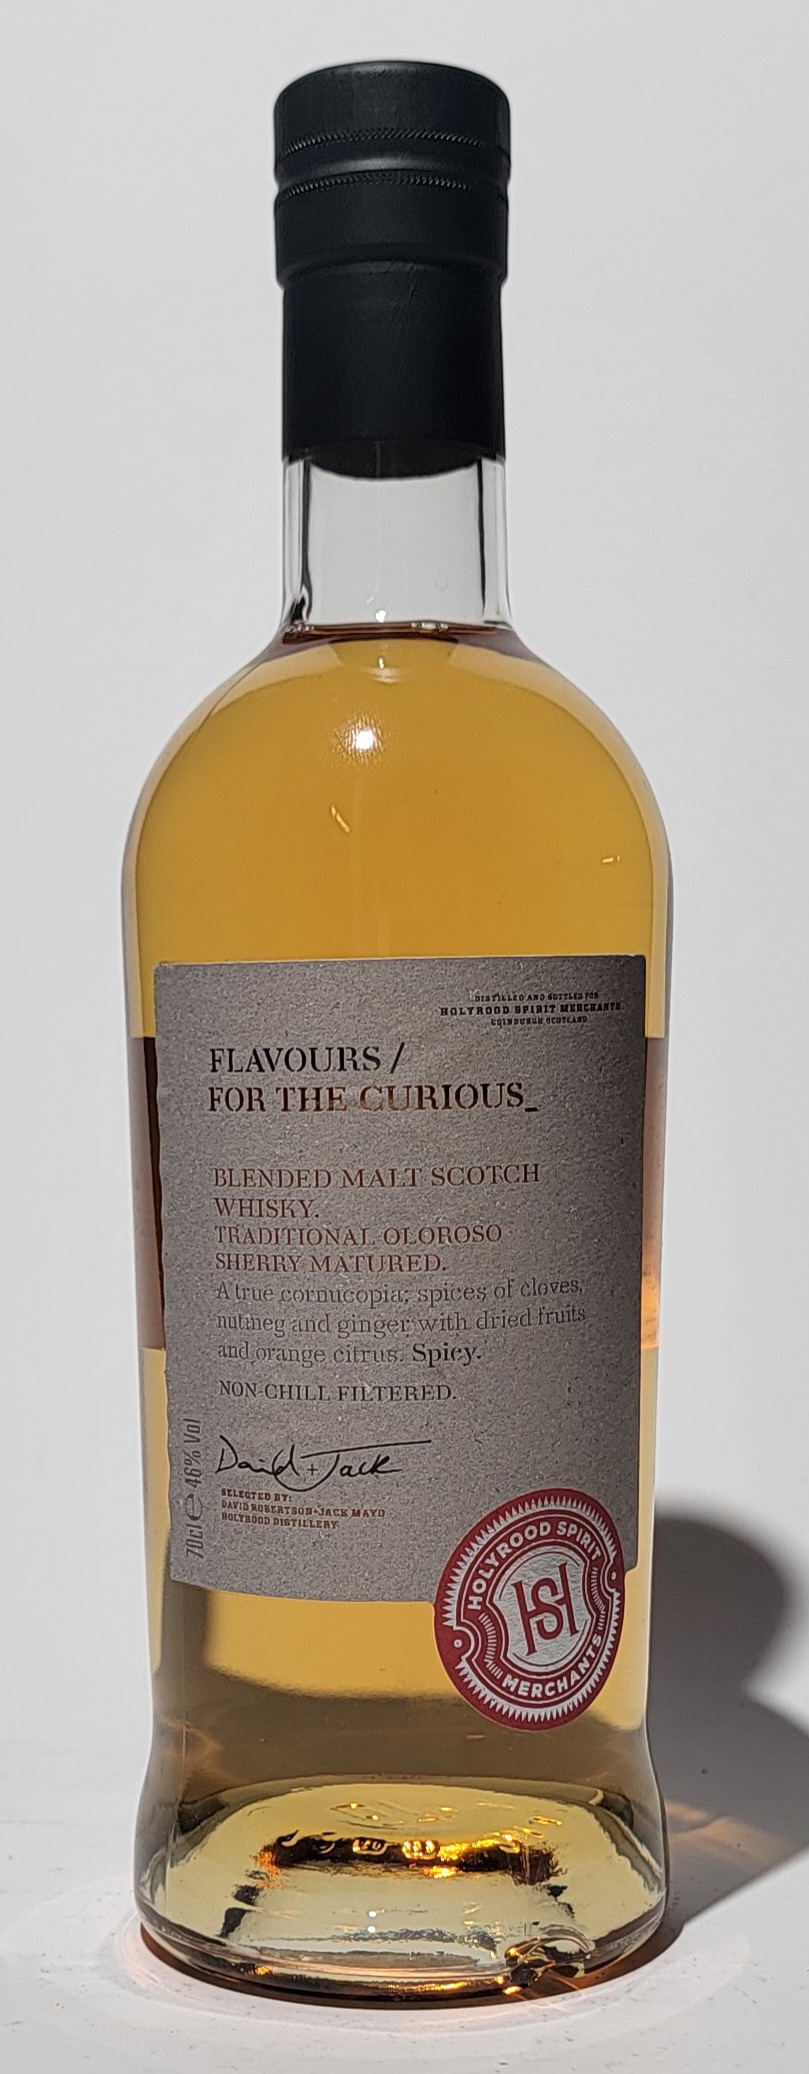 DISTILLED AND BOTTLED FOR
HOLYROOD SPIRIT MERCHANTS.
EDINBURGH SCOTLAND
FLAVOURS /
FOR THE CURIOUS_
BLENDED MALT SCOTCH
WHISKY.
TRADITIONAL OLOROSO
SHERRY MATURED.
A true cornucopia; spices of cloves,
nutmeg and ginger with dried fruits
and orange citrus. Spicy.
NON-CHILL FILTERED.
David + Jack
SELECTED BY:
DAVID ROBERTSON+JACK MAYO
HOLYROOD DISTILLERY
70cl e 46% Vol
HOLYROOD SPIRIT
HS
MERCHANTS